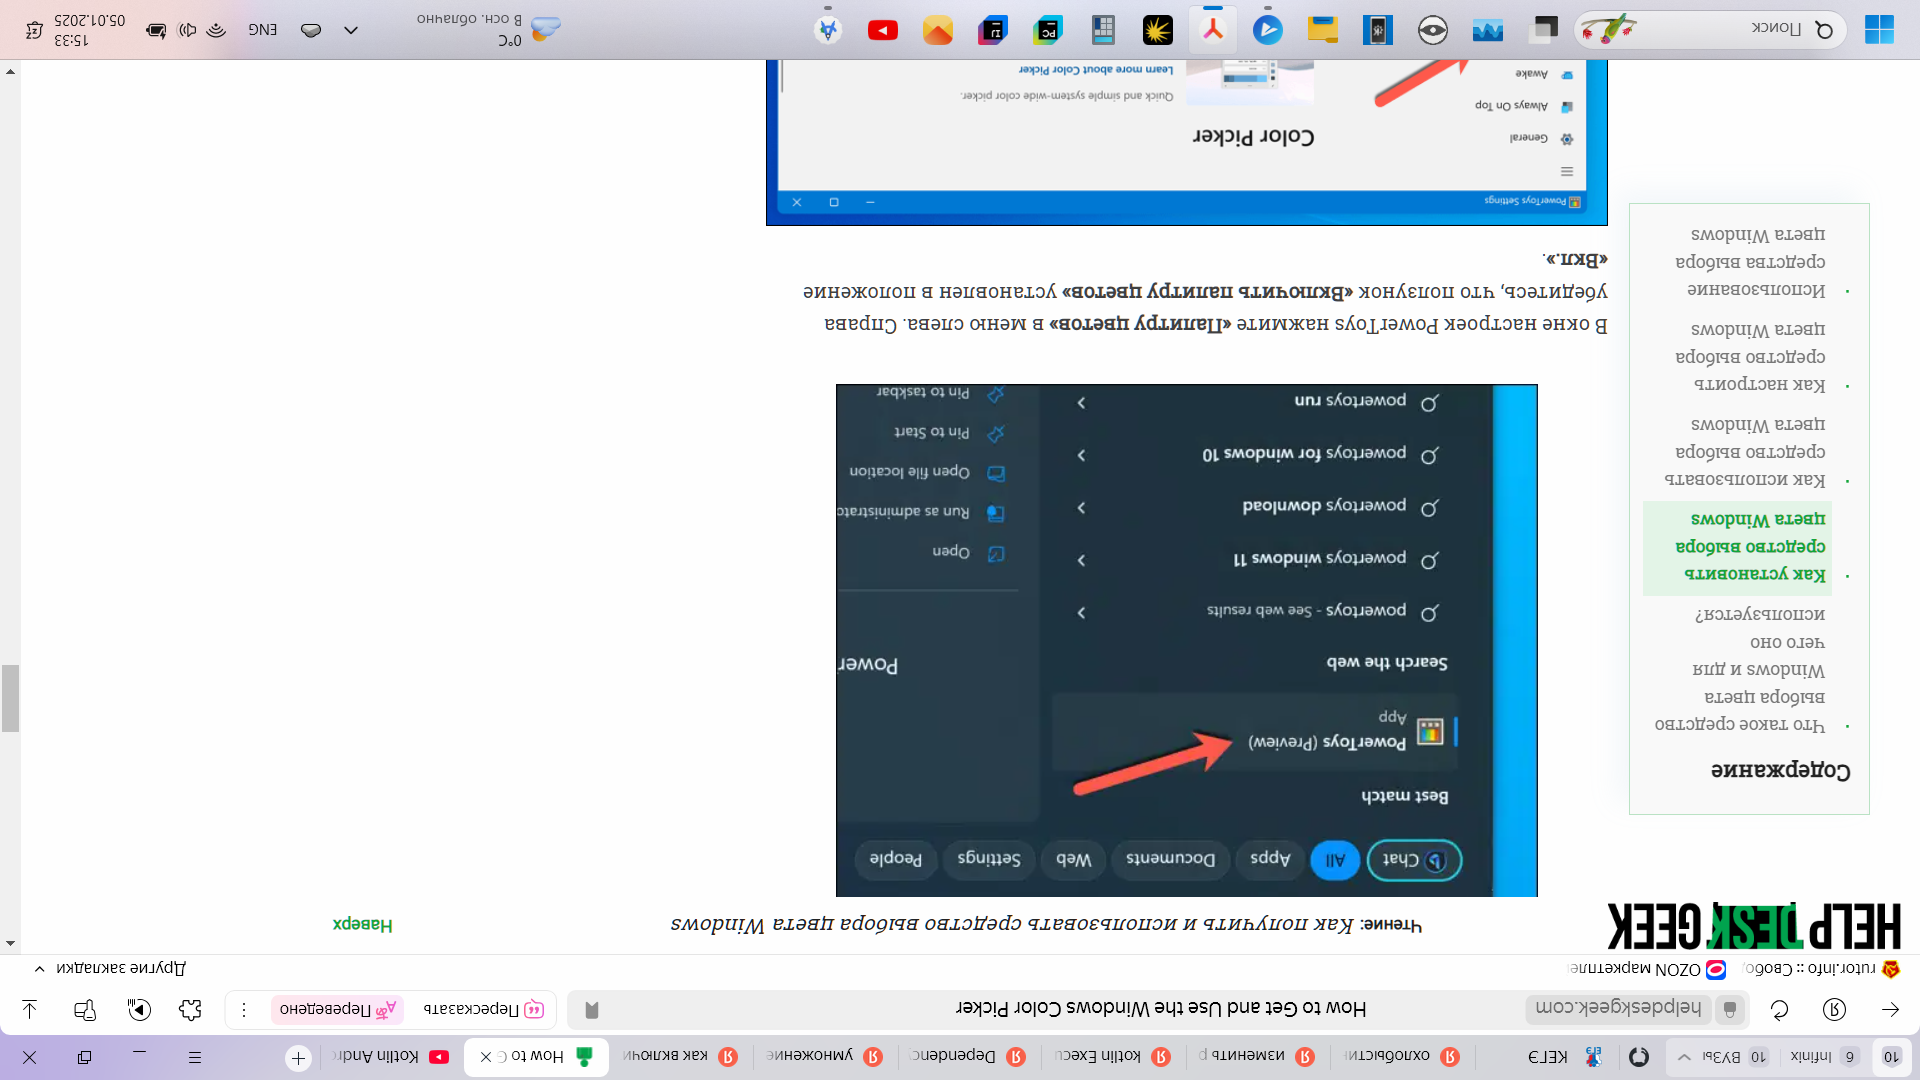 10
6 Infinix
10 ВУЗы
КЕГЭ
охлобысти
изменить р
kotlin Execu
Dependenc
умножение
как включи
How to G
Kotlin Andro
helpdeskgeek.com
How to Get and Use the Windows Color Picker
Пересказать
Переведено
rutor.info :: Свобо
OZON маркетпле
Другие закладки
HELP DESK GEEK
Чтение: Как получить и использовать средство выбора цвета Windows
Наверх
Содержание
Что такое средство
выбора цвета
Windows и для
чего оно
используется?
Как установить
средство выбора
цвета Windows
Как использовать
средство выбора
цвета Windows
Как настроить
средство выбора
цвета Windows
Использование
средства выбора
цвета Windows
Chat
All
Apps
Documents
Web
Settings
People
Best match
PowerToys (Preview)
App
Search the web
powertoys - See web results
powertoys windows 11
powertoys download
powertoys for windows 10
powertoys run
Power
Open
Run as administrato
Open file location
Pin to Start
Pin to taskbar
В окне настроек PowerToys нажмите «Палитру цветов» в меню слева. Справа
убедитесь, что ползунок «Включить палитру цветов» установлен в положение
«Вкл.».
PowerToys Settings
General
Always On Top
Awake
Color Picker
Quick and simple system-wide color picker.
Learn more about Color Picker
Поиск
0°C
В осн. облачно
ENG
15:33
05.01.2025